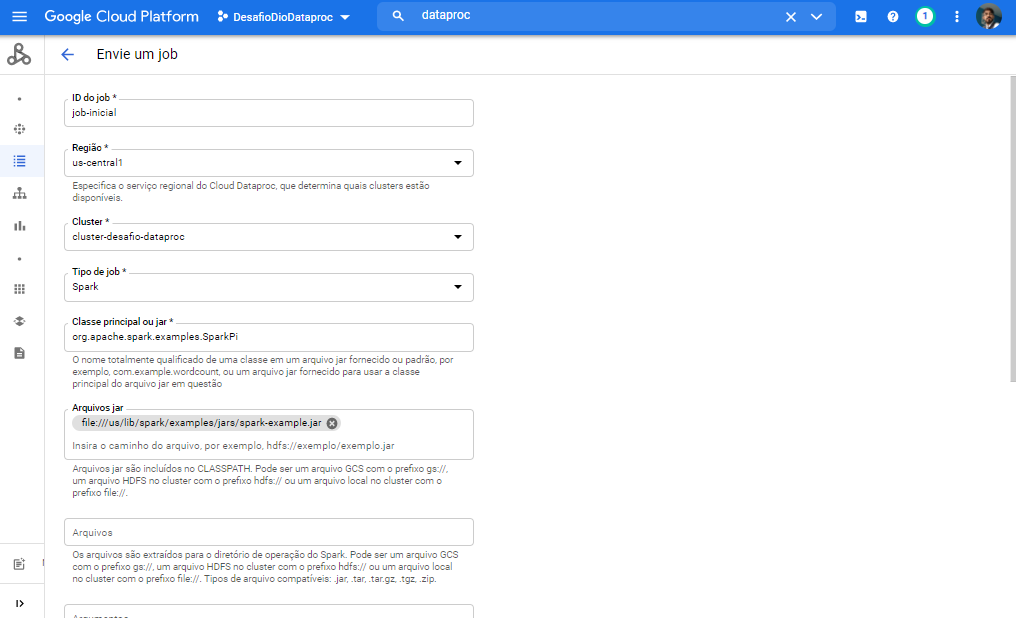 Google Cloud Platform
DesafioDioDataproc
dataproc
1
Envie um job
ID do job *
job-inicial
Região *
us-central1
Especifica o serviço regional do Cloud Dataproc, que determina quais clusters estão
disponíveis.
Cluster *
cluster-desafio-dataproc
Tipo de job *
Spark
Classe principal ou jar *
org.apache.spark.examples.SparkPi
O nome totalmente qualificado de uma classe em um arquivo jar fornecido ou padrão, por
exemplo, com.example.wordcount, ou um arquivo jar fornecido para usar a classe
principal do arquivo jar em questão
Arquivos jar
file:///us/lib/spark/examples/jars/spark-example.jar
Insira o caminho do arquivo, por exemplo, hdfs://exemplo/exemplo.jar
Arquivos jar são incluídos no CLASSPATH. Pode ser um arquivo GCS com o prefixo gs://,
um arquivo HDFS no cluster com o prefixo hdfs:// ou um arquivo local no cluster com o
prefixo file://.
Arquivos
Os arquivos são extraídos para o diretório de operação do Spark. Pode ser um arquivo GCS
com o prefixo gs://, um arquivo HDFS no cluster com o prefixo hdfs:// ou um arquivo local
no cluster com o prefixo file://. Tipos de arquivo compatíveis: .jar, .tar, .tar.gz, .tgz, .zip.
Argumentos